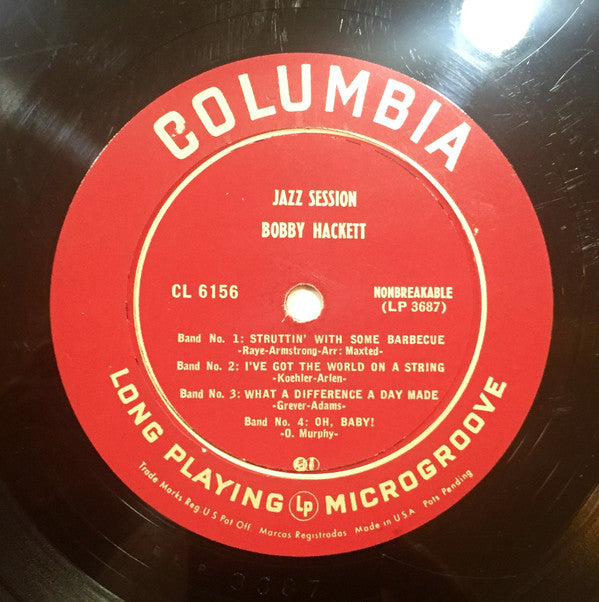 COLUMBIA
JAZZ SESSION
BOBBY HACKETT
CL 6156
NONBREAKABLE
(LP 3687)
Band No. 1: STRUTTIN' WITH SOME BARBECUE
-Raye-Armstrong-Arr: Maxted-
Band No. 2: I'VE GOT THE WORLD ON A STRING
-Koehler-Arlen-
Band No. 3: WHAT A DIFFERENCE A DAY MADE
-Grever-Adams-
Band No. 4: OH, BABY!
-O. Murphy-
LONG PLAYING Lp MICROGROOVE
Trade Marks Reg. U S Pat Off Marcas Registradas Made in U S A Pats Pending